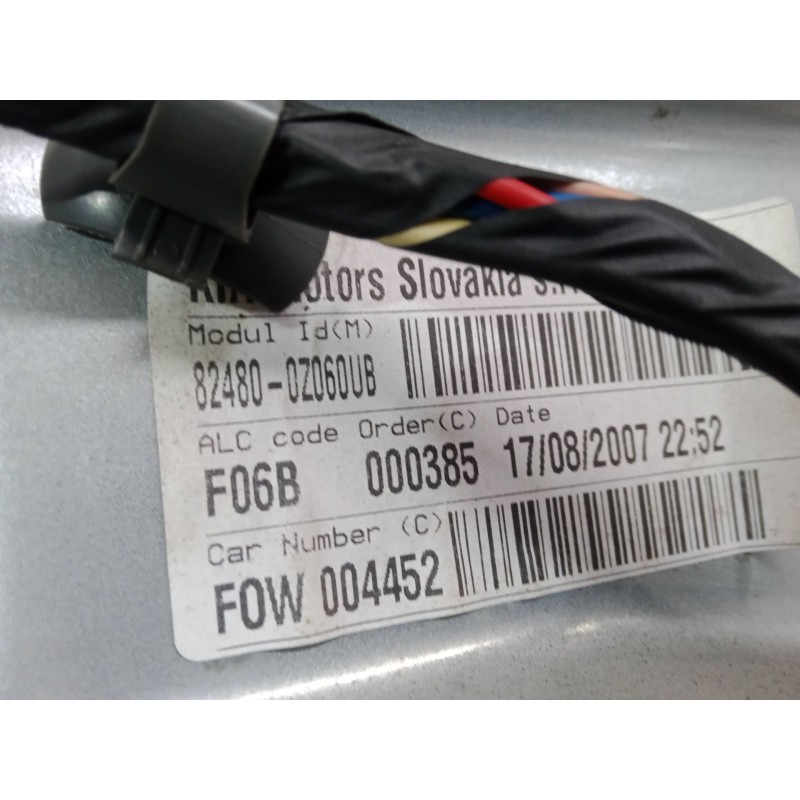 Motors Slovakia s.r.
Modul Id(M)
82480-0Z060UB
ALC code Order(C) Date
F06B 000385 17/08/2007 22:52
Car Number (C)
FOW 004452